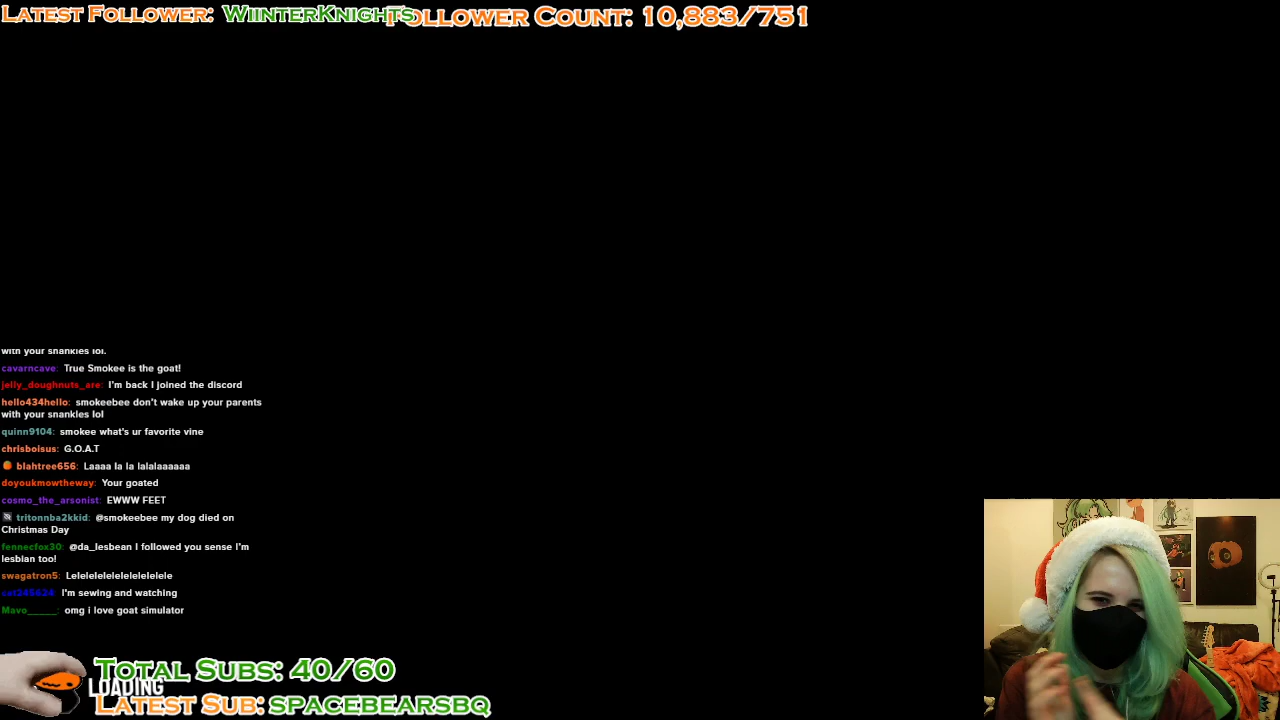 Latest Follower: WiinterKnights
Follower Count: 10,883/751
with your snankles lol.
cavarncave: True Smokee is the goat!
jelly_doughnuts_are: I'm back I joined the discord
hello434hello: smokeebee don't wake up your parents
with your snankles lol
quinn9104: smokee what's ur favorite vine
chrisboisus: G.O.A.T
blahtree656: Laaaa la la lalalaaaaaa
doyoukmowtheway: Your goated
cosmo_the_arsonist: EWWW FEET
tritonnba2kkid: @smokeebee my dog died on
Christmas Day
fennecfox30: @da_lesbean I followed you sense I'm
lesbian too!
swagatron5: Lelelelelelelelelelele
cat245624: I'm sewing and watching
Mavo_____: omg i love goat simulator
Total Subs: 40/60
LOADING
Latest Sub: spacebearsbq